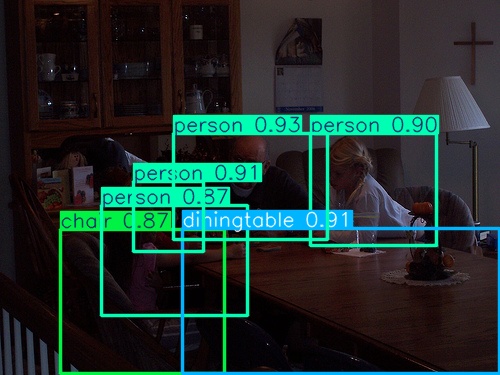 person 0.93
person 0.90
person 0.91
person 0.87
chair 0.87
diningtable 0.91